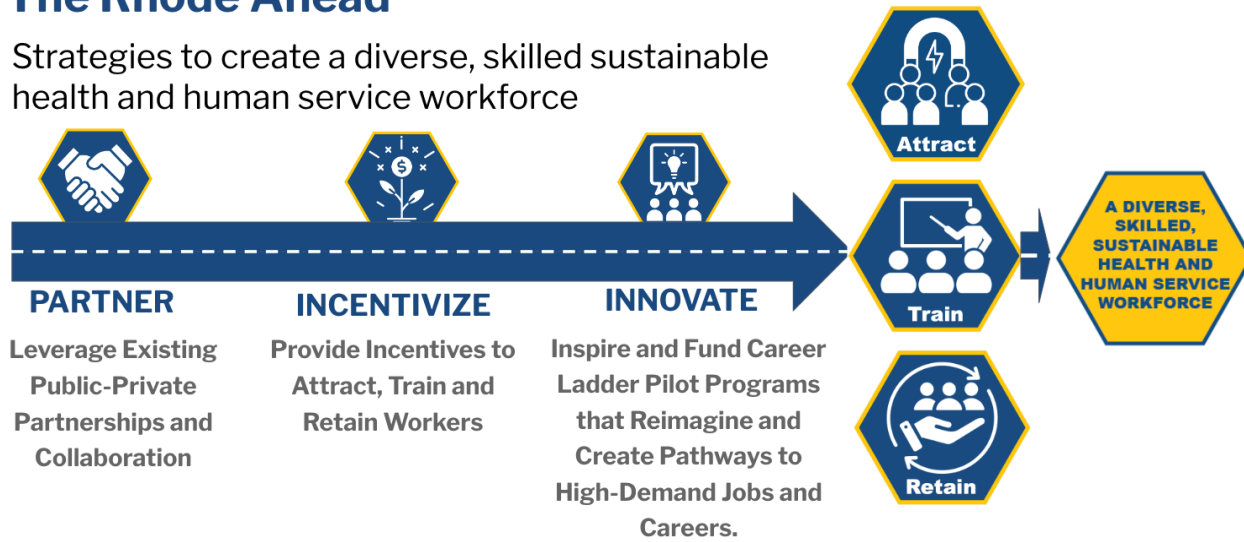 The Rhode Ahead
Strategies to create a diverse, skilled sustainable
health and human service workforce
PARTNER
Leverage Existing
Public-Private
Partnerships and
Collaboration
INCENTIVIZE
Provide Incentives to
Attract, Train and
Retain Workers
INNOVATE
Inspire and Fund Career
Ladder Pilot Programs
that Reimagine and
Create Pathways to
High-Demand Jobs and
Careers.
Attract
Train
Retain
A DIVERSE,
SKILLED,
SUSTAINABLE
HEALTH AND
HUMAN SERVICE
WORKFORCE